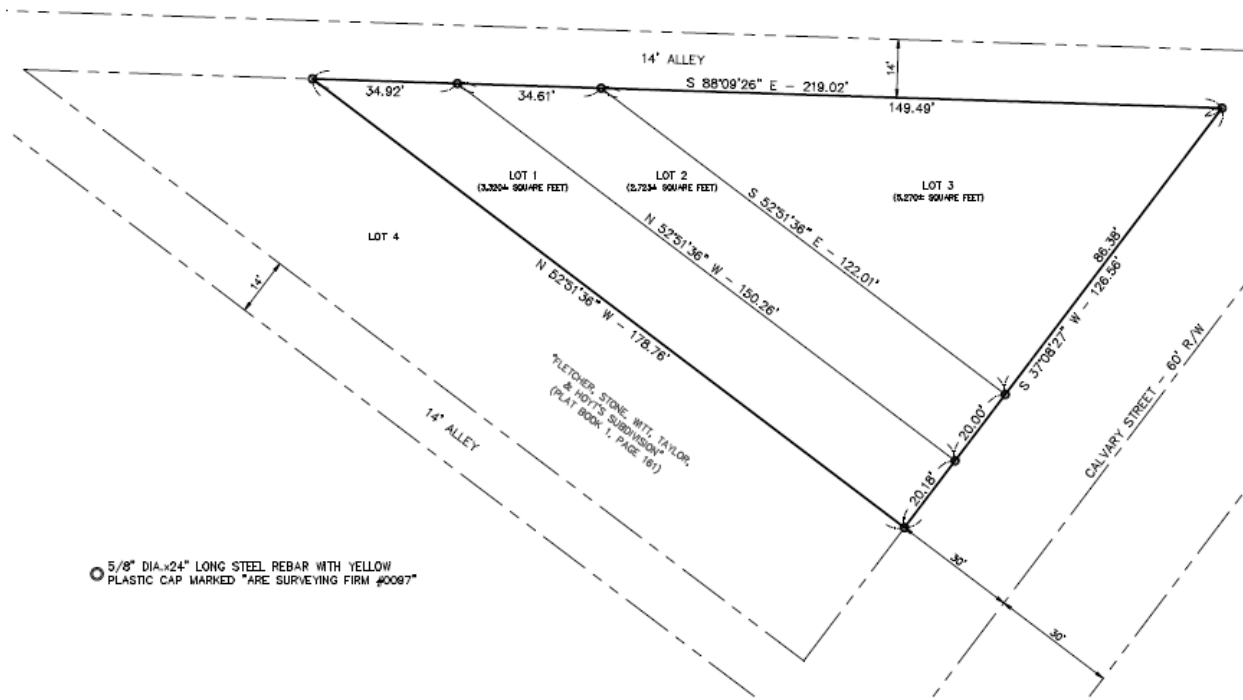 14' ALLEY
14'
S 88°09'26" E - 219.02'
34.92'
34.61'
149.49'
LOT 1
(3,320± SQUARE FEET)
LOT 2
(2,723± SQUARE FEET)
LOT 3
(5,270± SQUARE FEET)
LOT 4
S 52°51'36" E - 122.01'
N 52°51'36" W - 150.26'
N 52°51'36" W - 178.76'
86.38'
S 37°08'27" W - 126.56'
20.00'
20.18'
CALVARY STREET - 60' R/W
14'
14' ALLEY
"FLETCHER, STONE, WITT, TAYLOR,
& HOYT'S SUBDIVISION"
(PLAT BOOK 1, PAGE 161)
30'
30'
5/8" DIA.x24" LONG STEEL REBAR WITH YELLOW
PLASTIC CAP MARKED "ARE SURVEYING FIRM #0097"